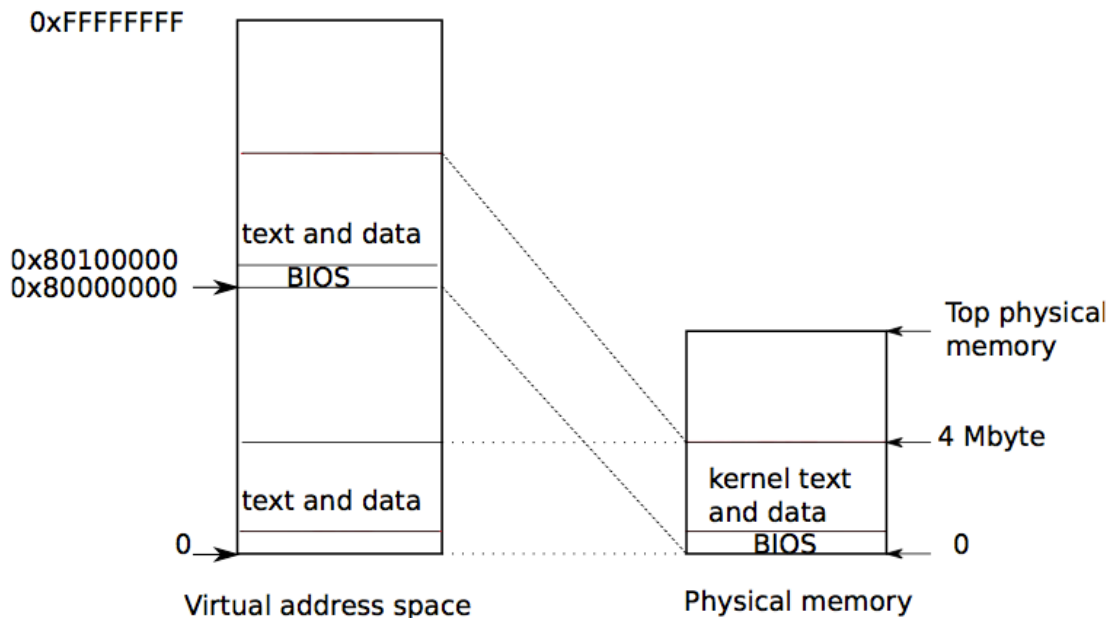 0xFFFFFFFF
text and data
0x80100000
BIOS
0x80000000
text and data
0
Virtual address space
Top physical
memory
4 Mbyte
kernel text
and data
BIOS
0
Physical memory